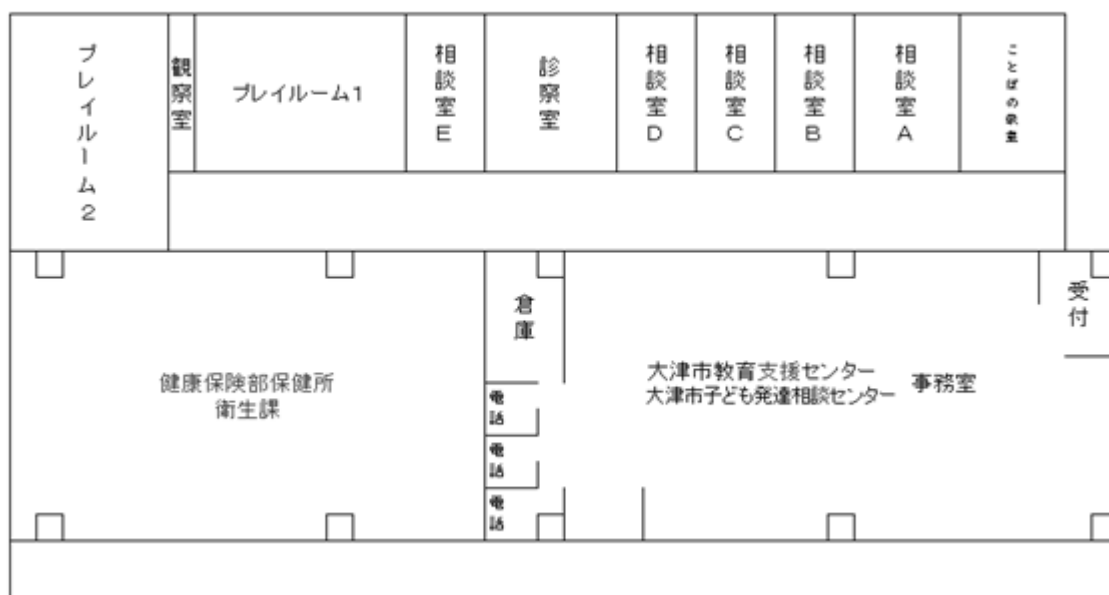 プレイルーム2
観察室
プレイルーム1
相談室E
診察室
相談室D
相談室C
相談室B
相談室A
ことばの教室
倉庫
受付
健康保険部保健所
衛生課
大津市教育支援センター
大津市子ども発達相談センター
事務室
電話
電話
電話